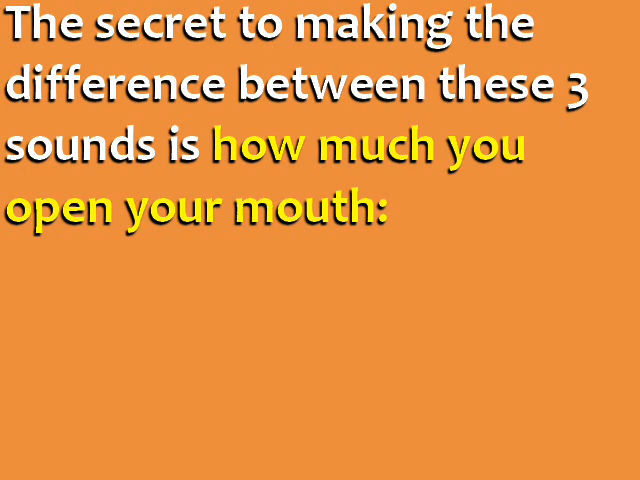 The secret to making the
difference between these 3
sounds is how much you
open your mouth: